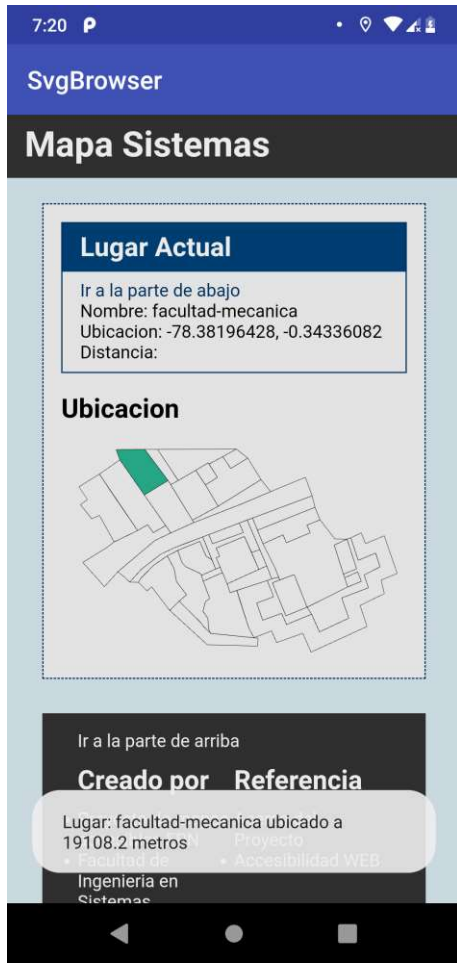 7:20
SvgBrowser
Mapa Sistemas
Lugar Actual
Ir a la parte de abajo
Nombre: facultad-mecanica
Ubicacion: -78.38196428, -0.34336082
Distancia:
Ubicacion
Ir a la parte de arriba
Creado por Referencia
Lugar: facultad-mecanica ubicado a
19108.2 metros
Proyecto
Facultad de
Accesibilidad WEB
Ingenieria en
Sistemas